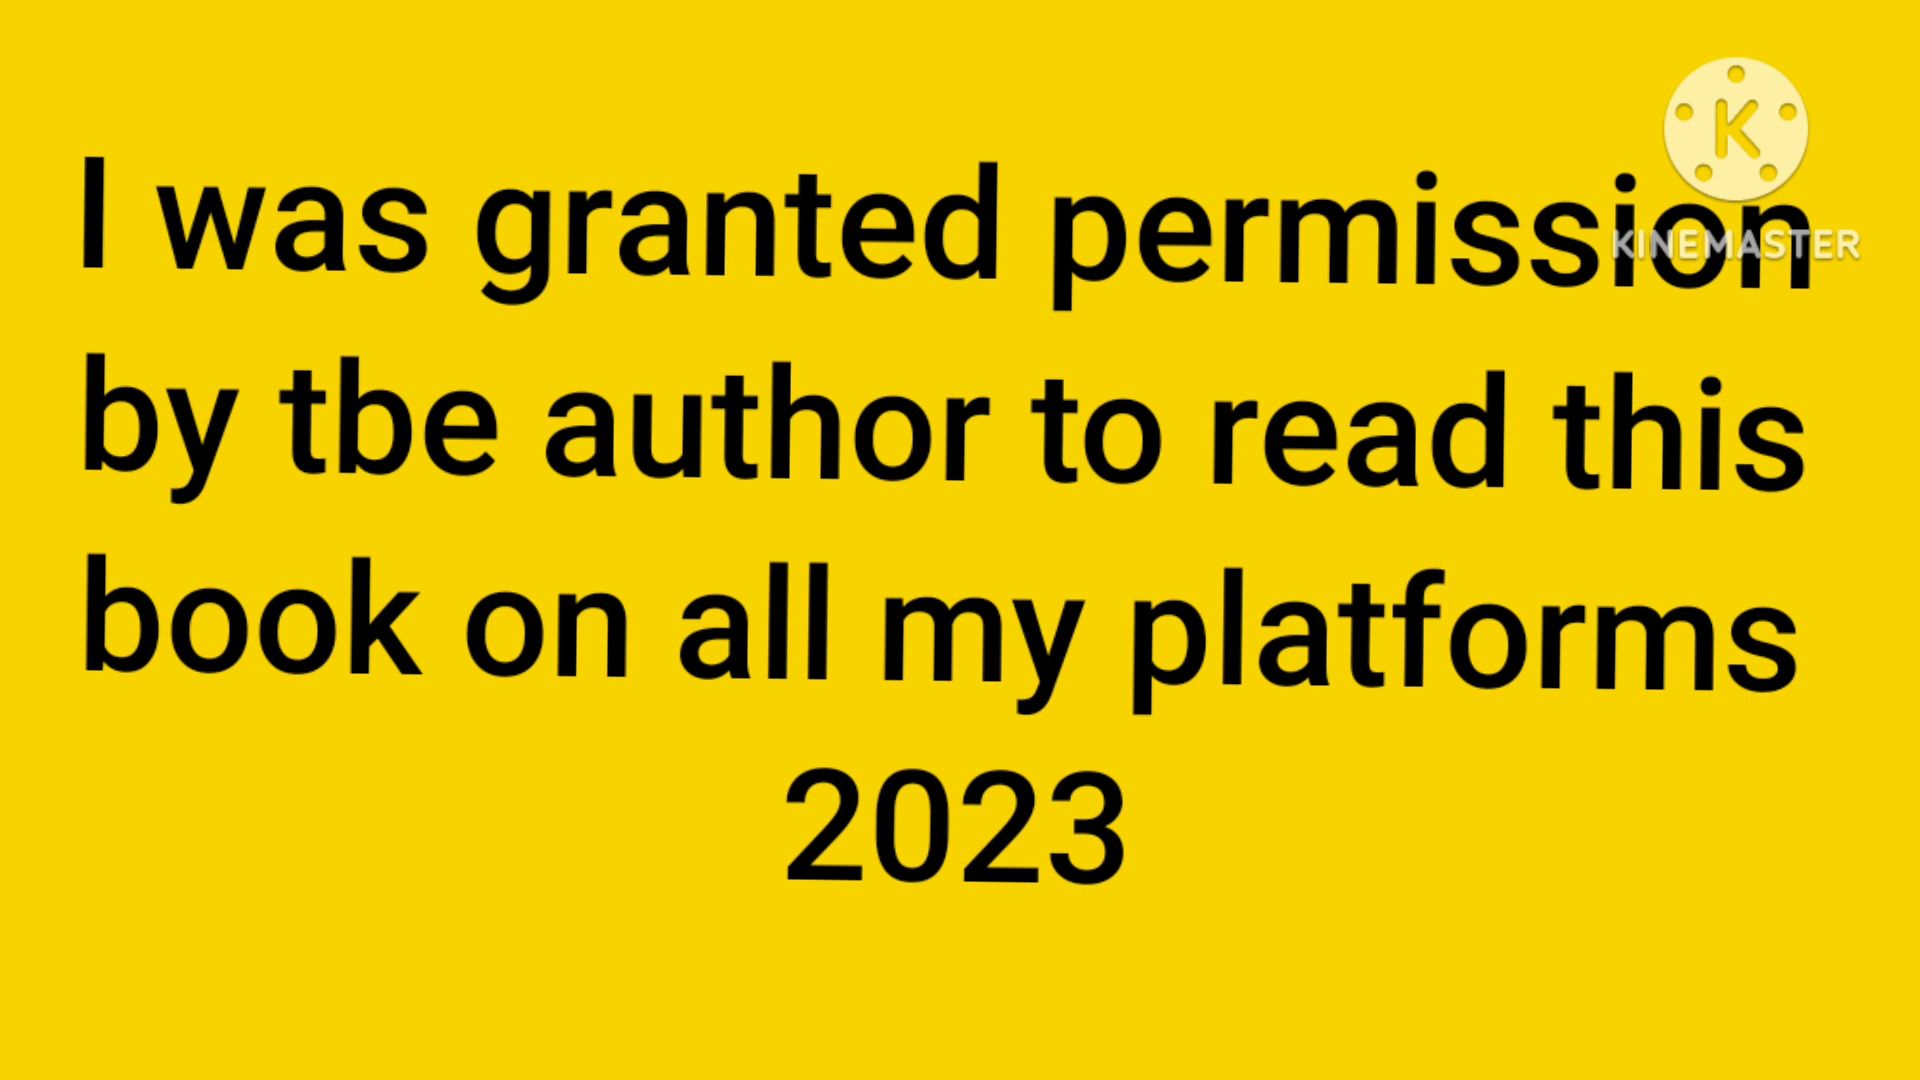 K
KINEMASTER
I was granted permission
by tbe author to read this
book on all my platforms
2023